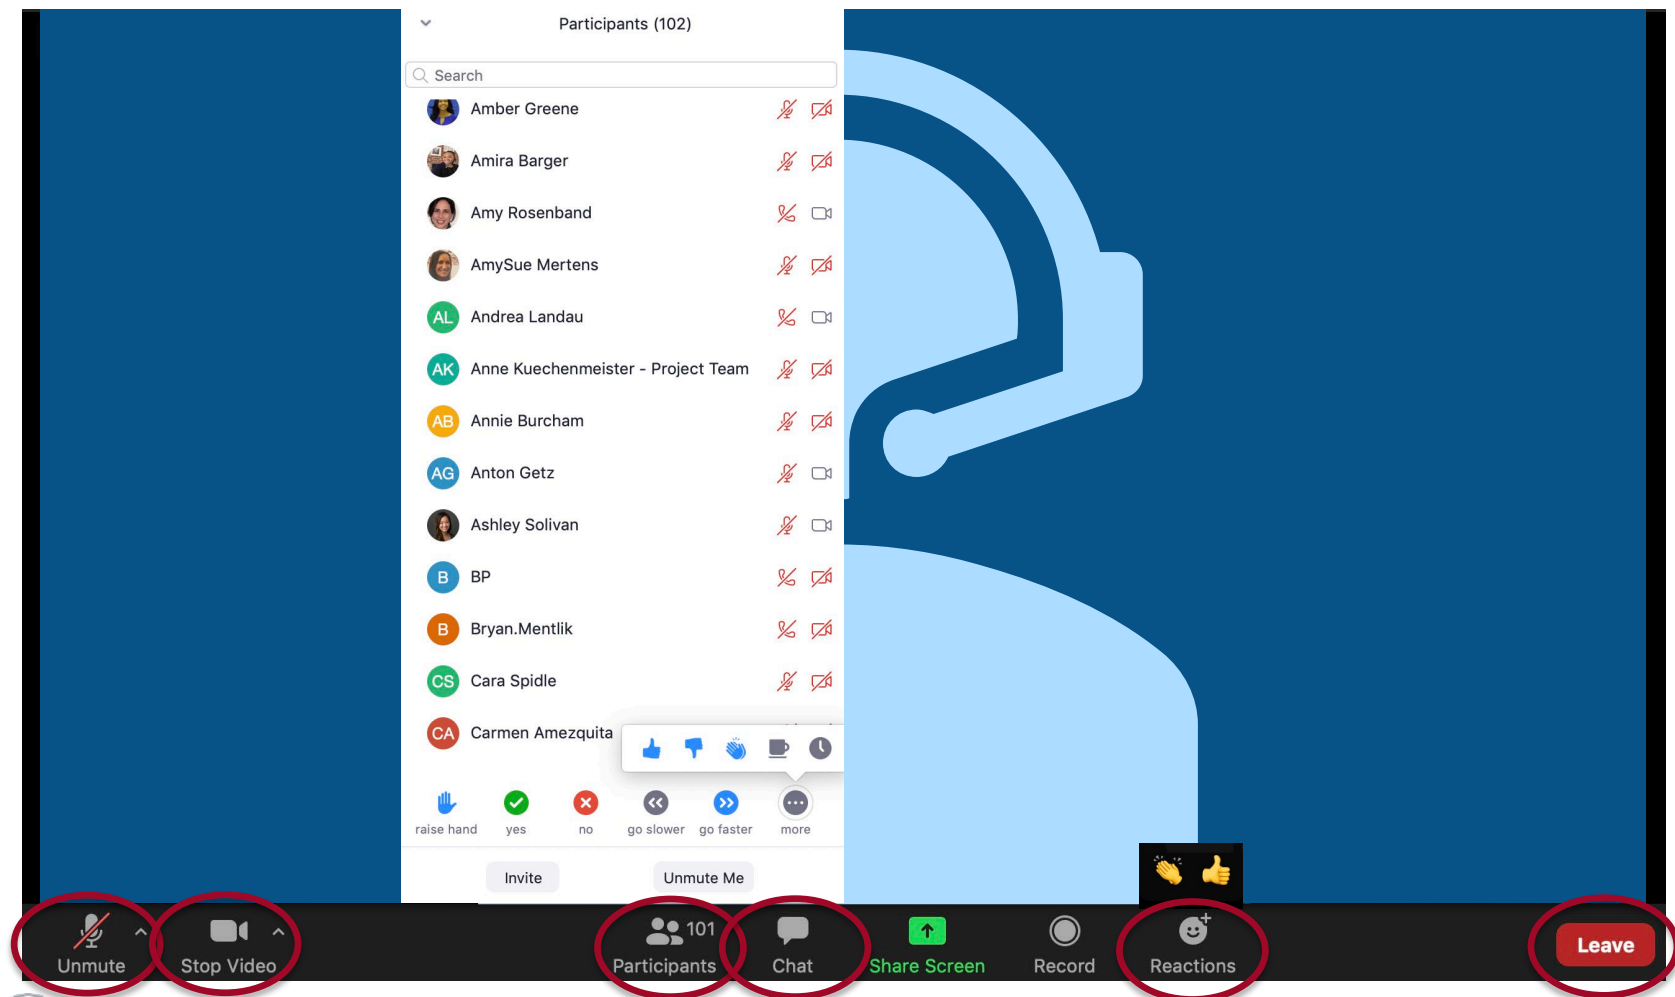 Participants (102)
Search
Amber Greene
Amira Barger
Amy Rosenband
AmySue Mertens
AL Andrea Landau
AK Anne Kuechenmeister - Project Team
AB Annie Burcham
AG Anton Getz
Ashley Solivan
B BP
B Bryan.Mentlik
CS Cara Spidle
CA Carmen Amezquita
raise hand yes no go slower go faster more
Invite Unmute Me
101
Unmute Stop Video Participants Chat Share Screen Record Reactions Leave